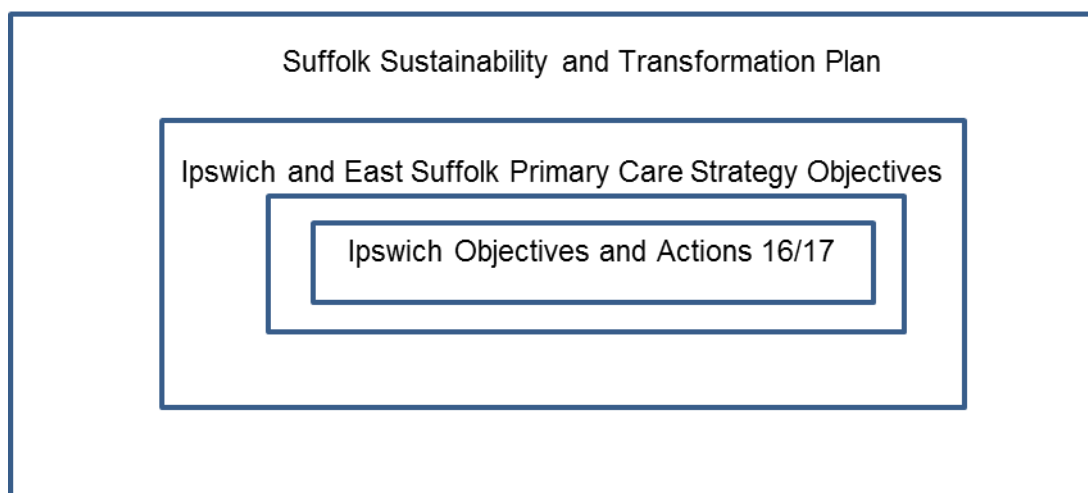 Suffolk Sustainability and Transformation Plan
Ipswich and East Suffolk Primary Care Strategy Objectives
Ipswich Objectives and Actions 16/17